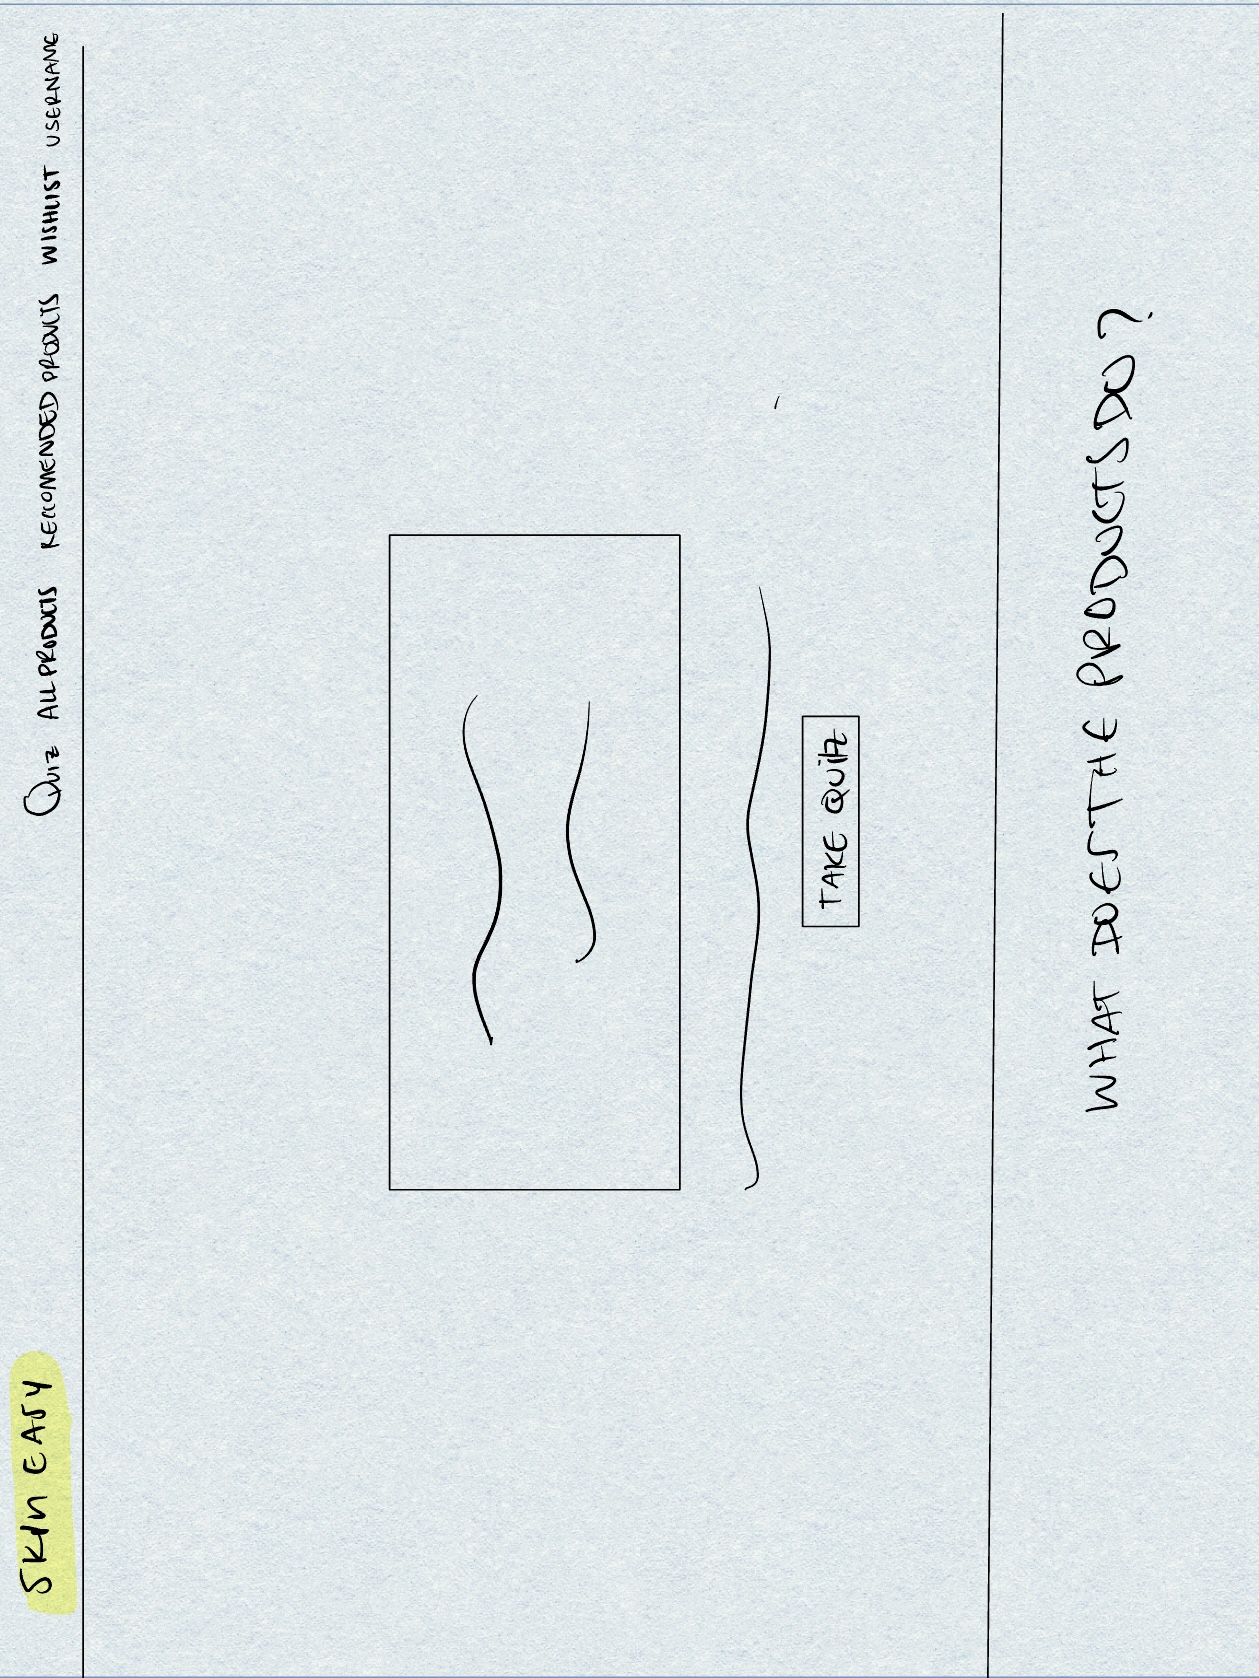 SKIN EASY
QUIZ ALL PRODUCTS RECCOMENDED PRODUCTS WISHLIST USERNAME
TAKE QUIZ
WHAT DOES THE PRODUCTS DO?